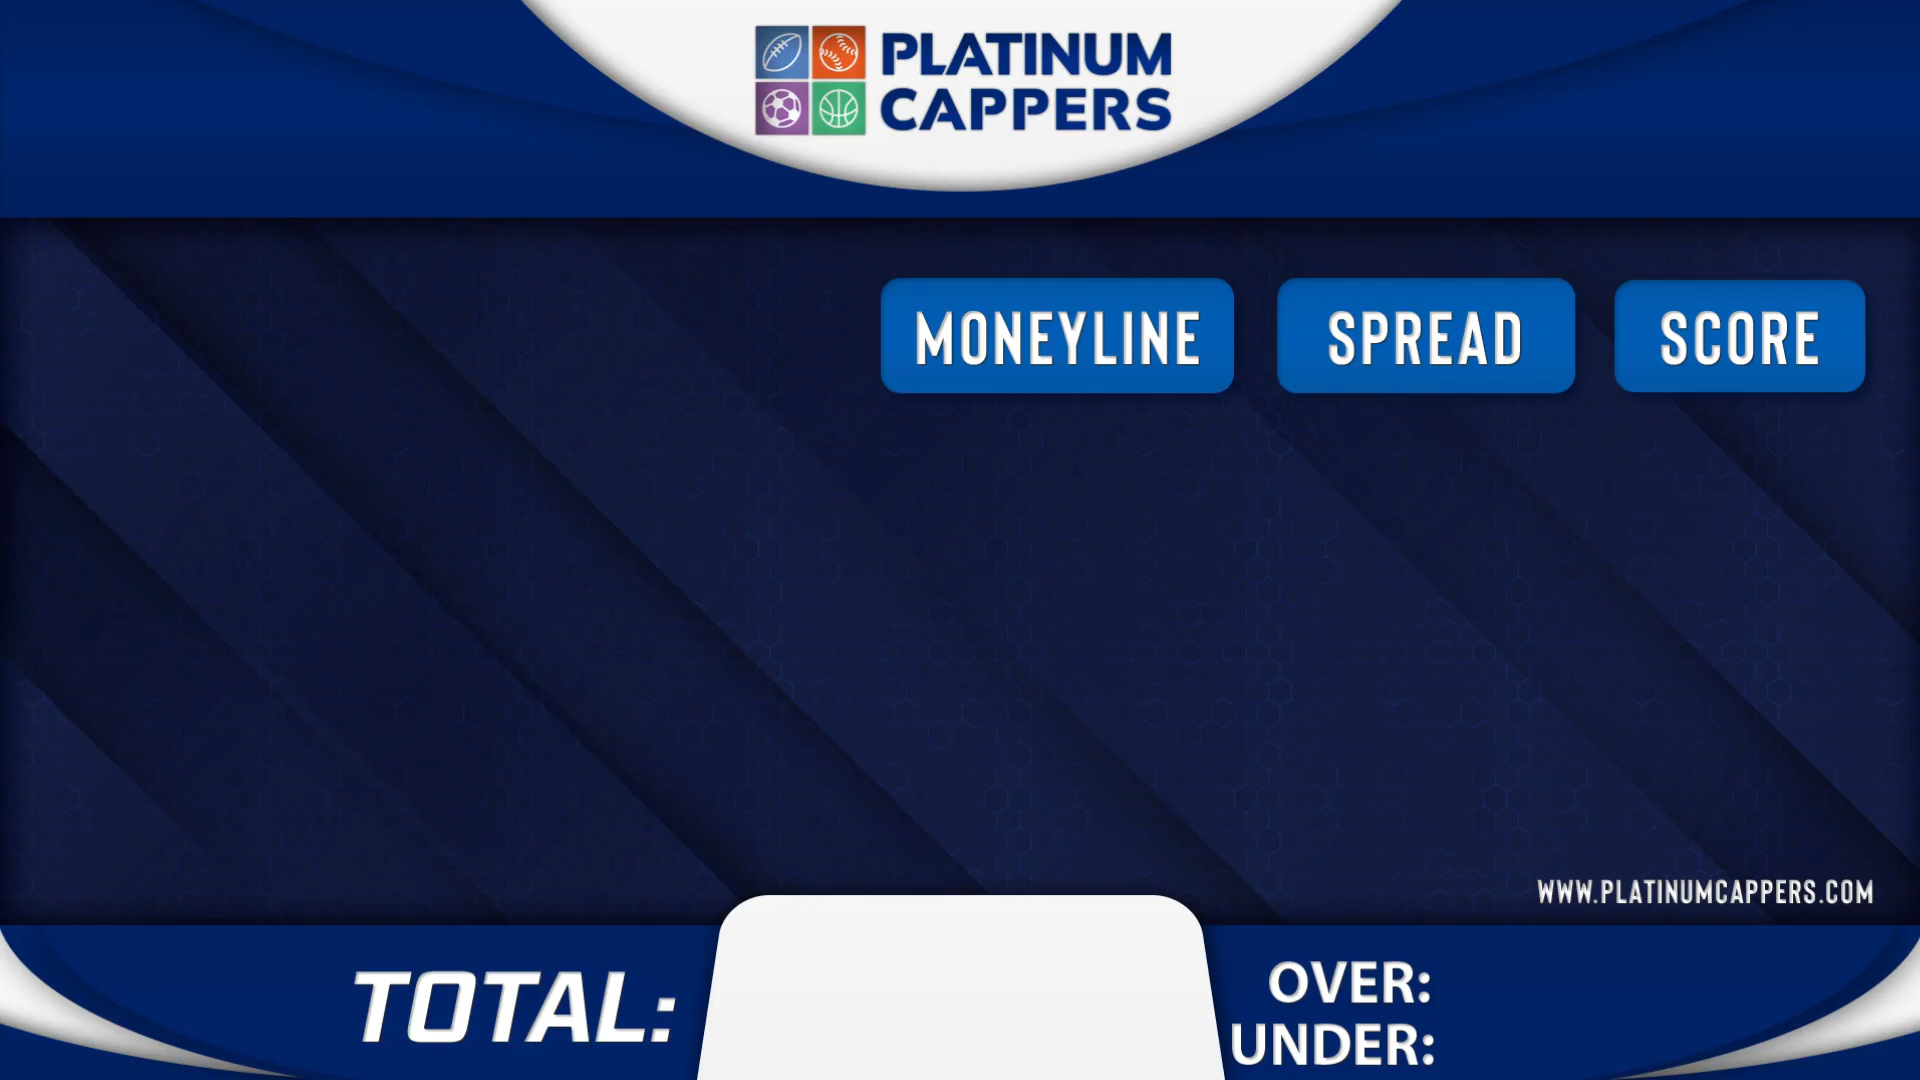 PLATINUM
CAPPERS
MONEYLINE SPREAD SCORE
WWW.PLATINUMCAPPERS.COM
TOTAL:
OVER:
UNDER: